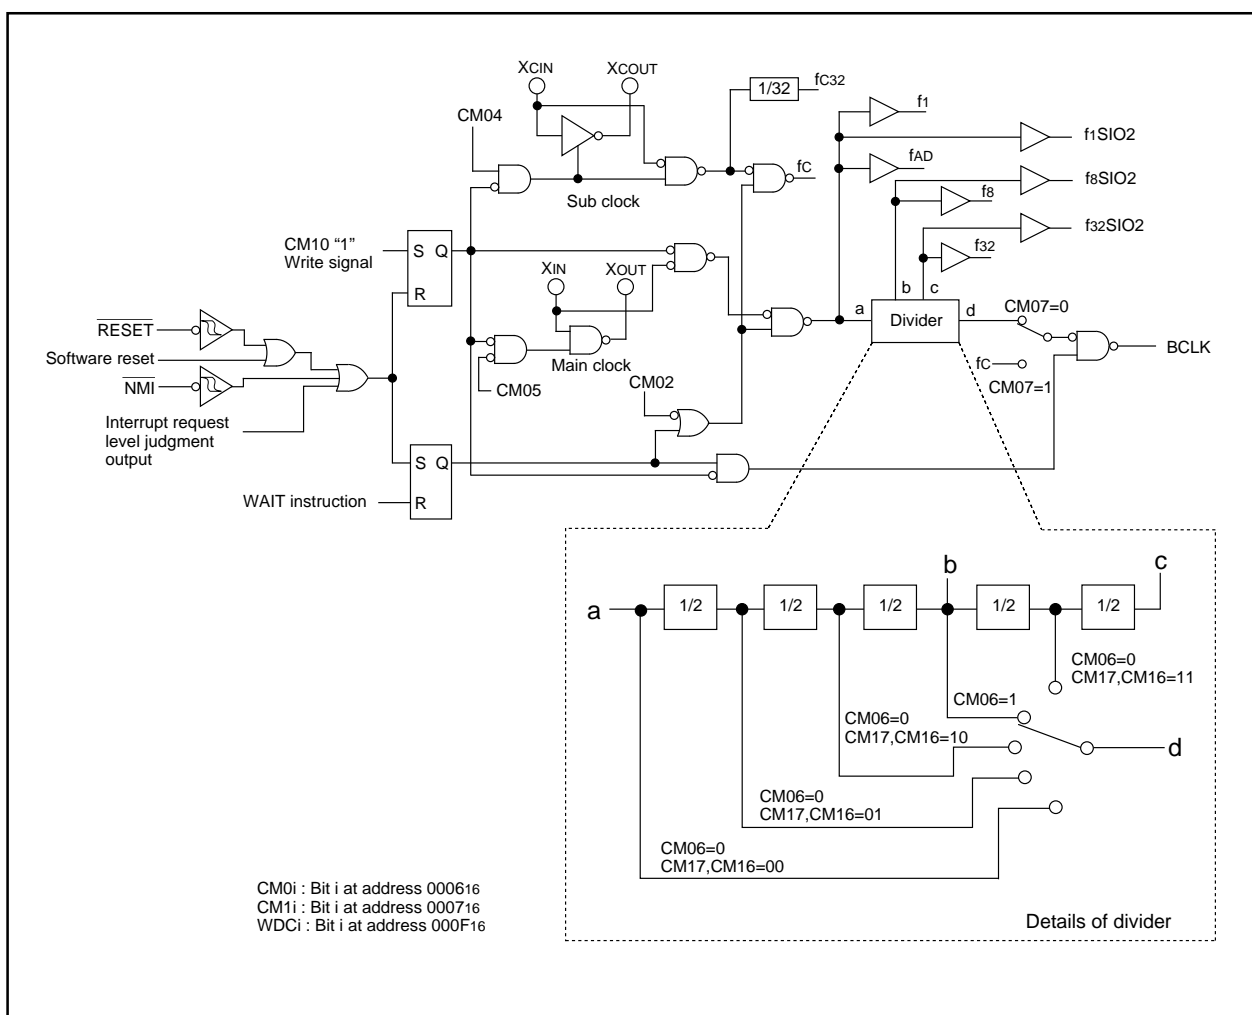 XCIN
XCOUT
CM04
1/32
fC32
f1
f1SIO2
fAD
fC
f8SIO2
f8
Sub clock
f32SIO2
f32
CM10 “1”
Write signal
S Q
R
XIN
XOUT
b c
CM07=0
a
Divider
d
BCLK
RESET
Software reset
NMI
Main clock
CM05
CM02
fC
CM07=1
Interrupt request
level judgment
output
S Q
R
WAIT instruction
b
c
a
1/2
1/2
1/2
1/2
1/2
CM06=0
CM17,CM16=11
CM06=1
CM06=0
CM17,CM16=10
d
CM06=0
CM17,CM16=01
CM06=0
CM17,CM16=00
CM0i : Bit i at address 000616
CM1i : Bit i at address 000716
WDCi : Bit i at address 000F16
Details of divider